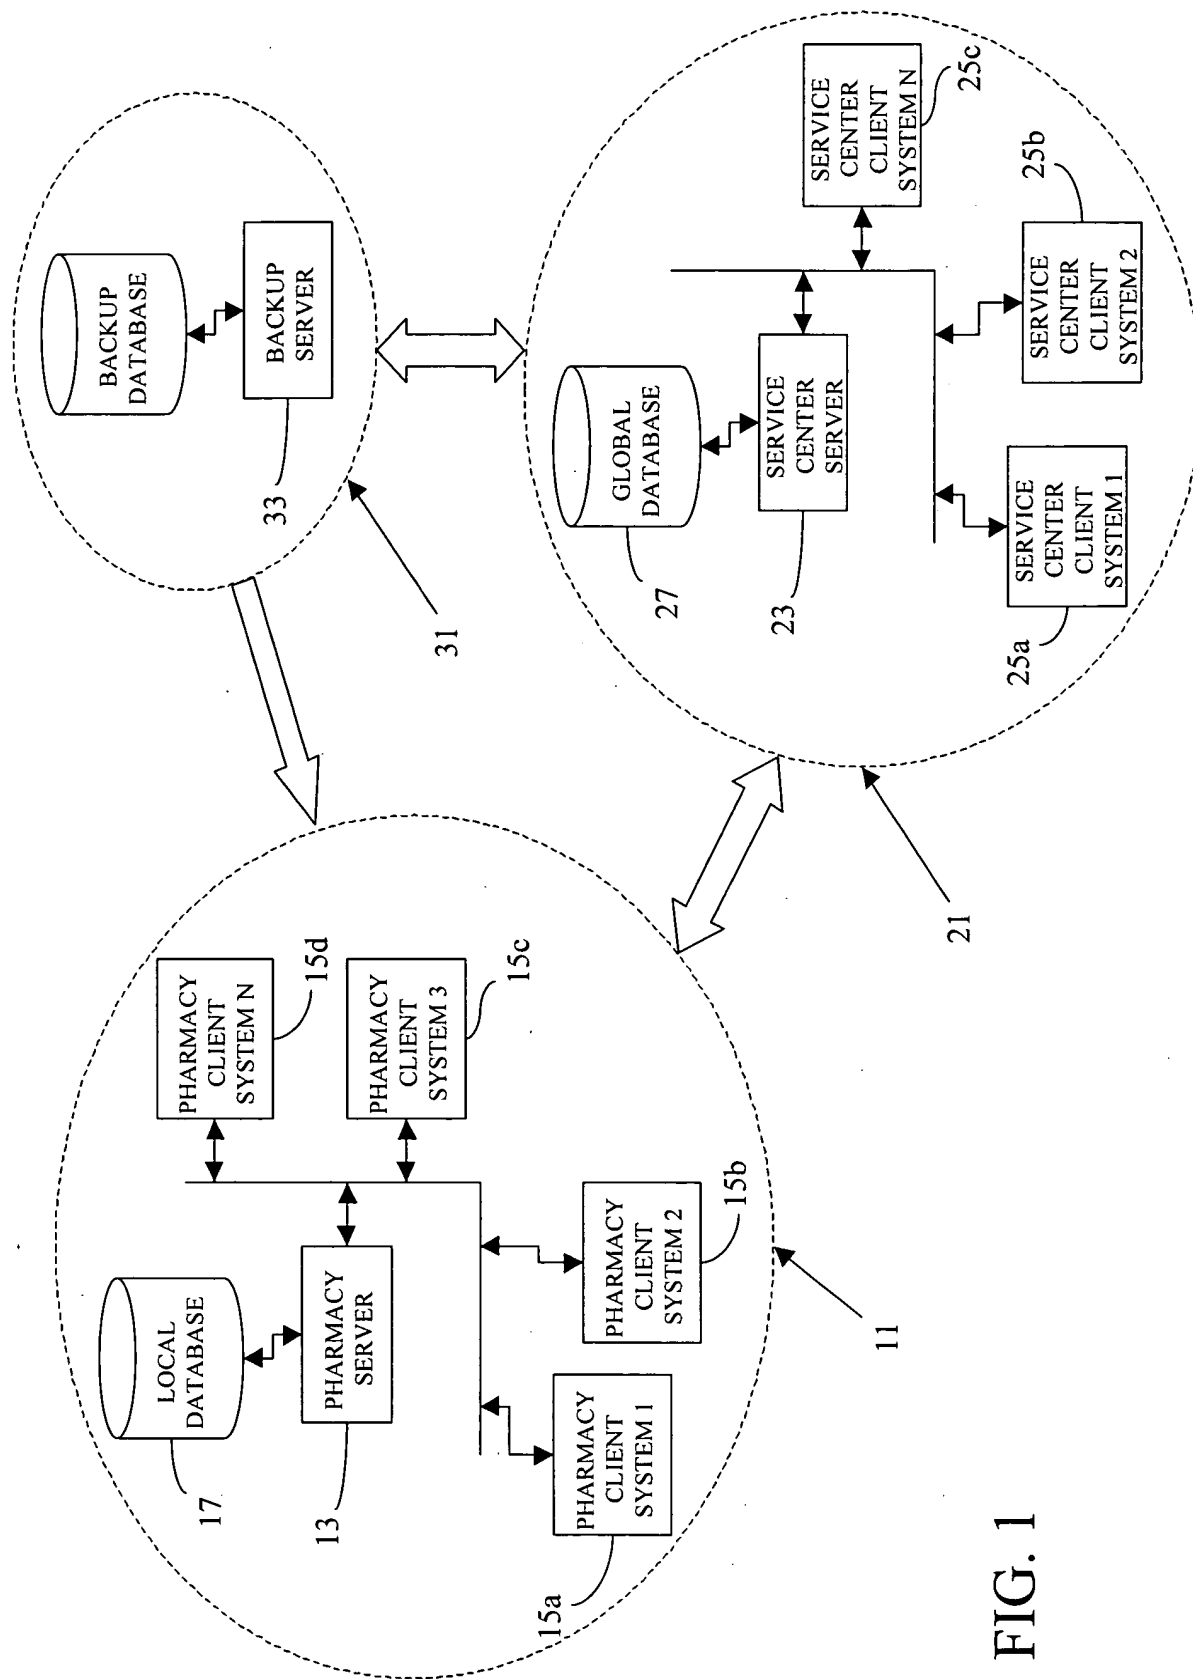 LOCAL
DATABASE
17
PHARMACY
SERVER
13
PHARMACY
CLIENT
SYSTEM N
15d
PHARMACY
CLIENT
SYSTEM 3
15c
PHARMACY
CLIENT
SYSTEM 1
15a
PHARMACY
CLIENT
SYSTEM 2
15b
11
BACKUP
DATABASE
BACKUP
SERVER
33
31
GLOBAL
DATABASE
27
SERVICE
CENTER
SERVER
23
SERVICE
CENTER
CLIENT
SYSTEM N
25c
SERVICE
CENTER
CLIENT
SYSTEM 1
25a
SERVICE
CENTER
CLIENT
SYSTEM 2
25b
21
FIG. 1